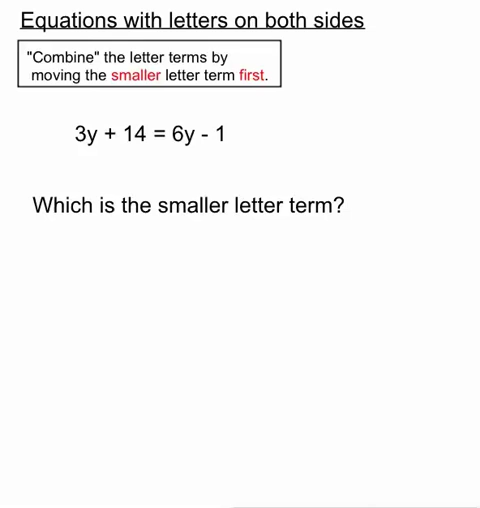 Equations with letters on both sides
"Combine" the letter terms by
moving the smaller letter term first.
3y + 14 = 6y - 1
Which is the smaller letter term?